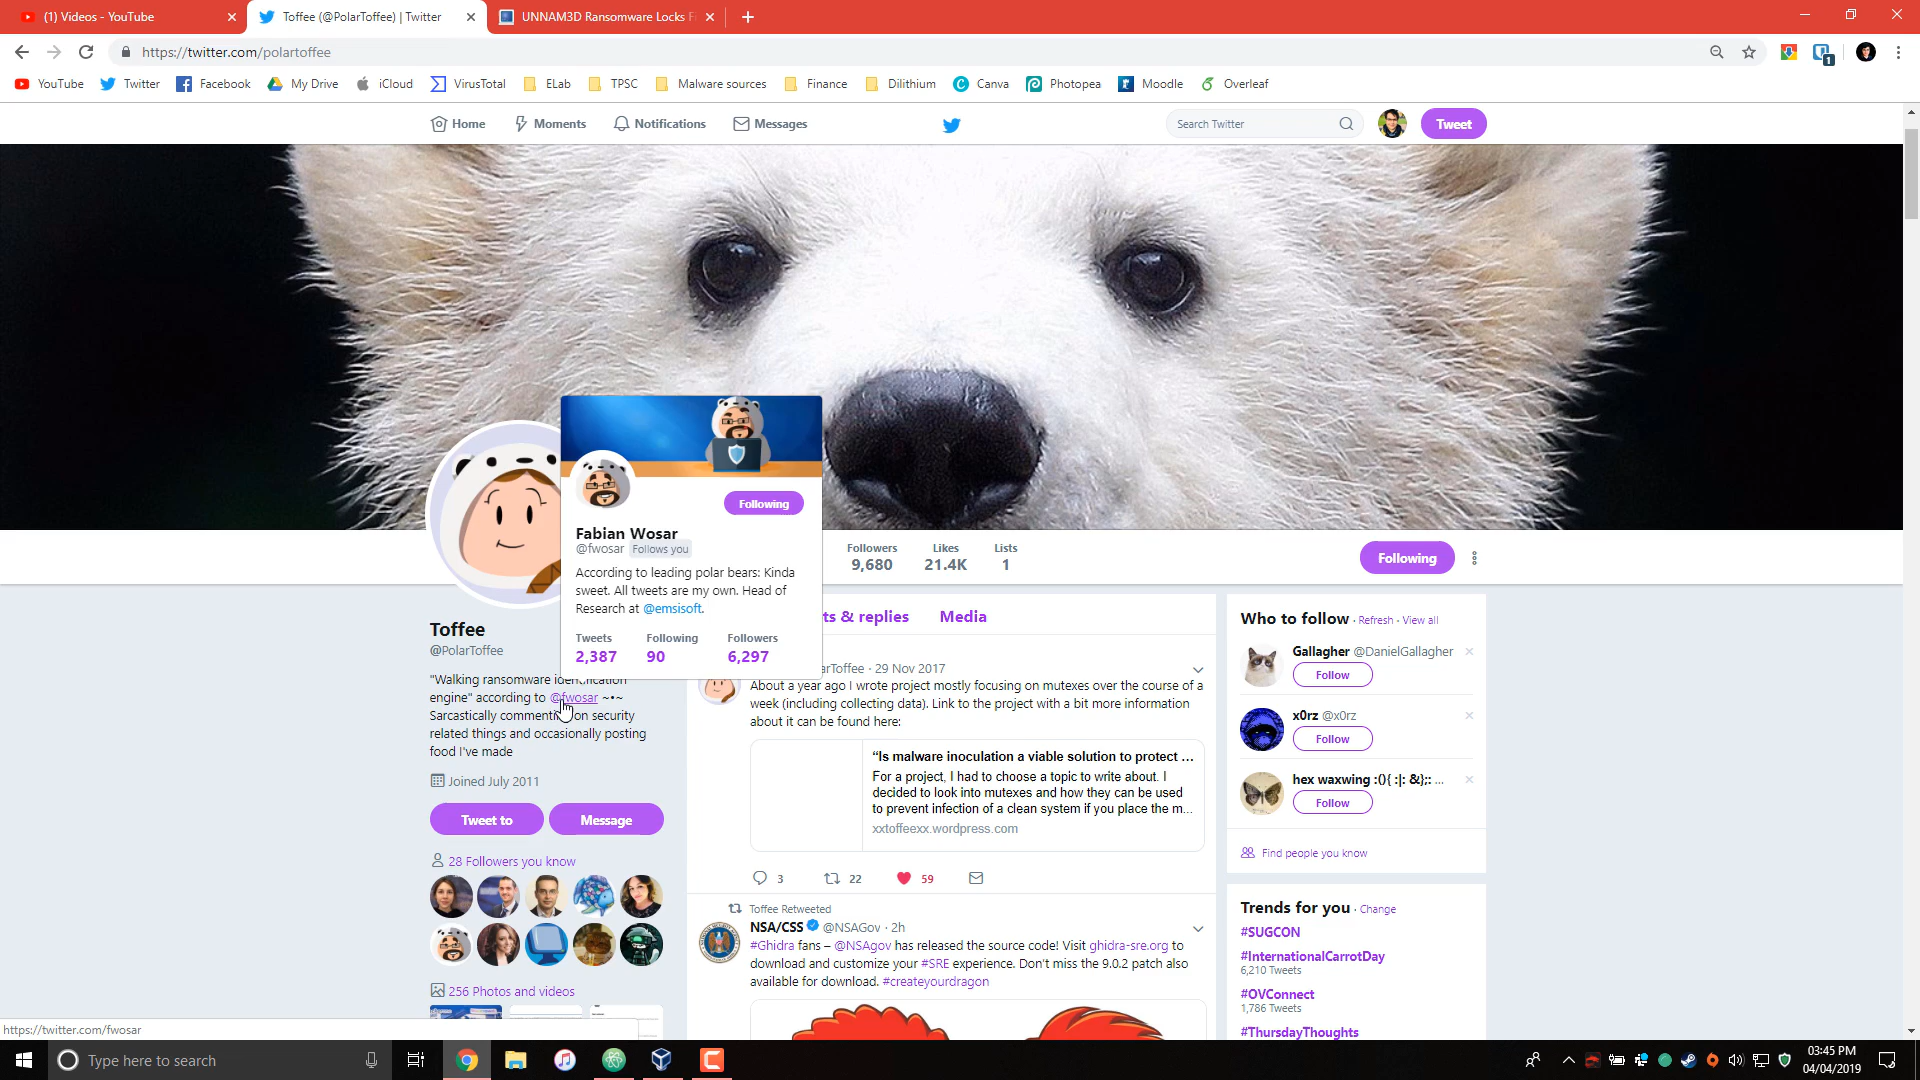 (1) Videos - YouTube
Toffee (@PolarToffee) | Twitter
UNNAM3D Ransomware Locks F
https://twitter.com/polartoffee
1
YouTube Twitter Facebook My Drive iCloud VirusTotal ELab TPSC Malware sources Finance Dilithium Canva Photopea Moodle Overleaf
Home Moments Notifications Messages
Search Twitter
Tweet
Following
Fabian Wosar
@fwosar Follows you
According to leading polar bears: Kinda
sweet. All tweets are my own. Head of
Research at @emsisoft.
Tweets Following Followers
2,387 90 6,297
Followers Likes Lists
9,680 21.4K 1
Following
Toffee
@PolarToffee
"Walking ransomware identification
engine" according to @fwosar ~•~
Sarcastically on security
related things and occasionally posting
food I've made
Joined July 2011
Tweet to Message
28 Followers you know
256 Photos and videos
ts & replies Media
arToffee · 29 Nov 2017
About a year ago I wrote project mostly focusing on mutexes over the course of a
week (including collecting data). Link to the project with a bit more information
about it can be found here:
“Is malware inoculation a viable solution to protect ...
For a project, I had to choose a topic to write about. I
decided to look into mutexes and how they can be used
to prevent infection of a clean system if you place the m...
xxtoffeexx.wordpress.com
3 22 59
Toffee Retweeted
NSA/CSS @NSAGov · 2h
#Ghidra fans – @NSAgov has released the source code! Visit ghidra-sre.org to
download and customize your #SRE experience. Don't miss the 9.0.2 patch also
available for download. #createyourdragon
Who to follow · Refresh · View all
Gallagher @DanielGallagher
Follow
x0rz @x0rz
Follow
hex waxwing :(){ :|: &};: ...
Follow
Find people you know
Trends for you · Change
#SUGCON
#InternationalCarrotDay
6,210 Tweets
#OVConnect
1,786 Tweets
#ThursdayThoughts
https://twitter.com/fwosar
Type here to search
03:45 PM
04/04/2019